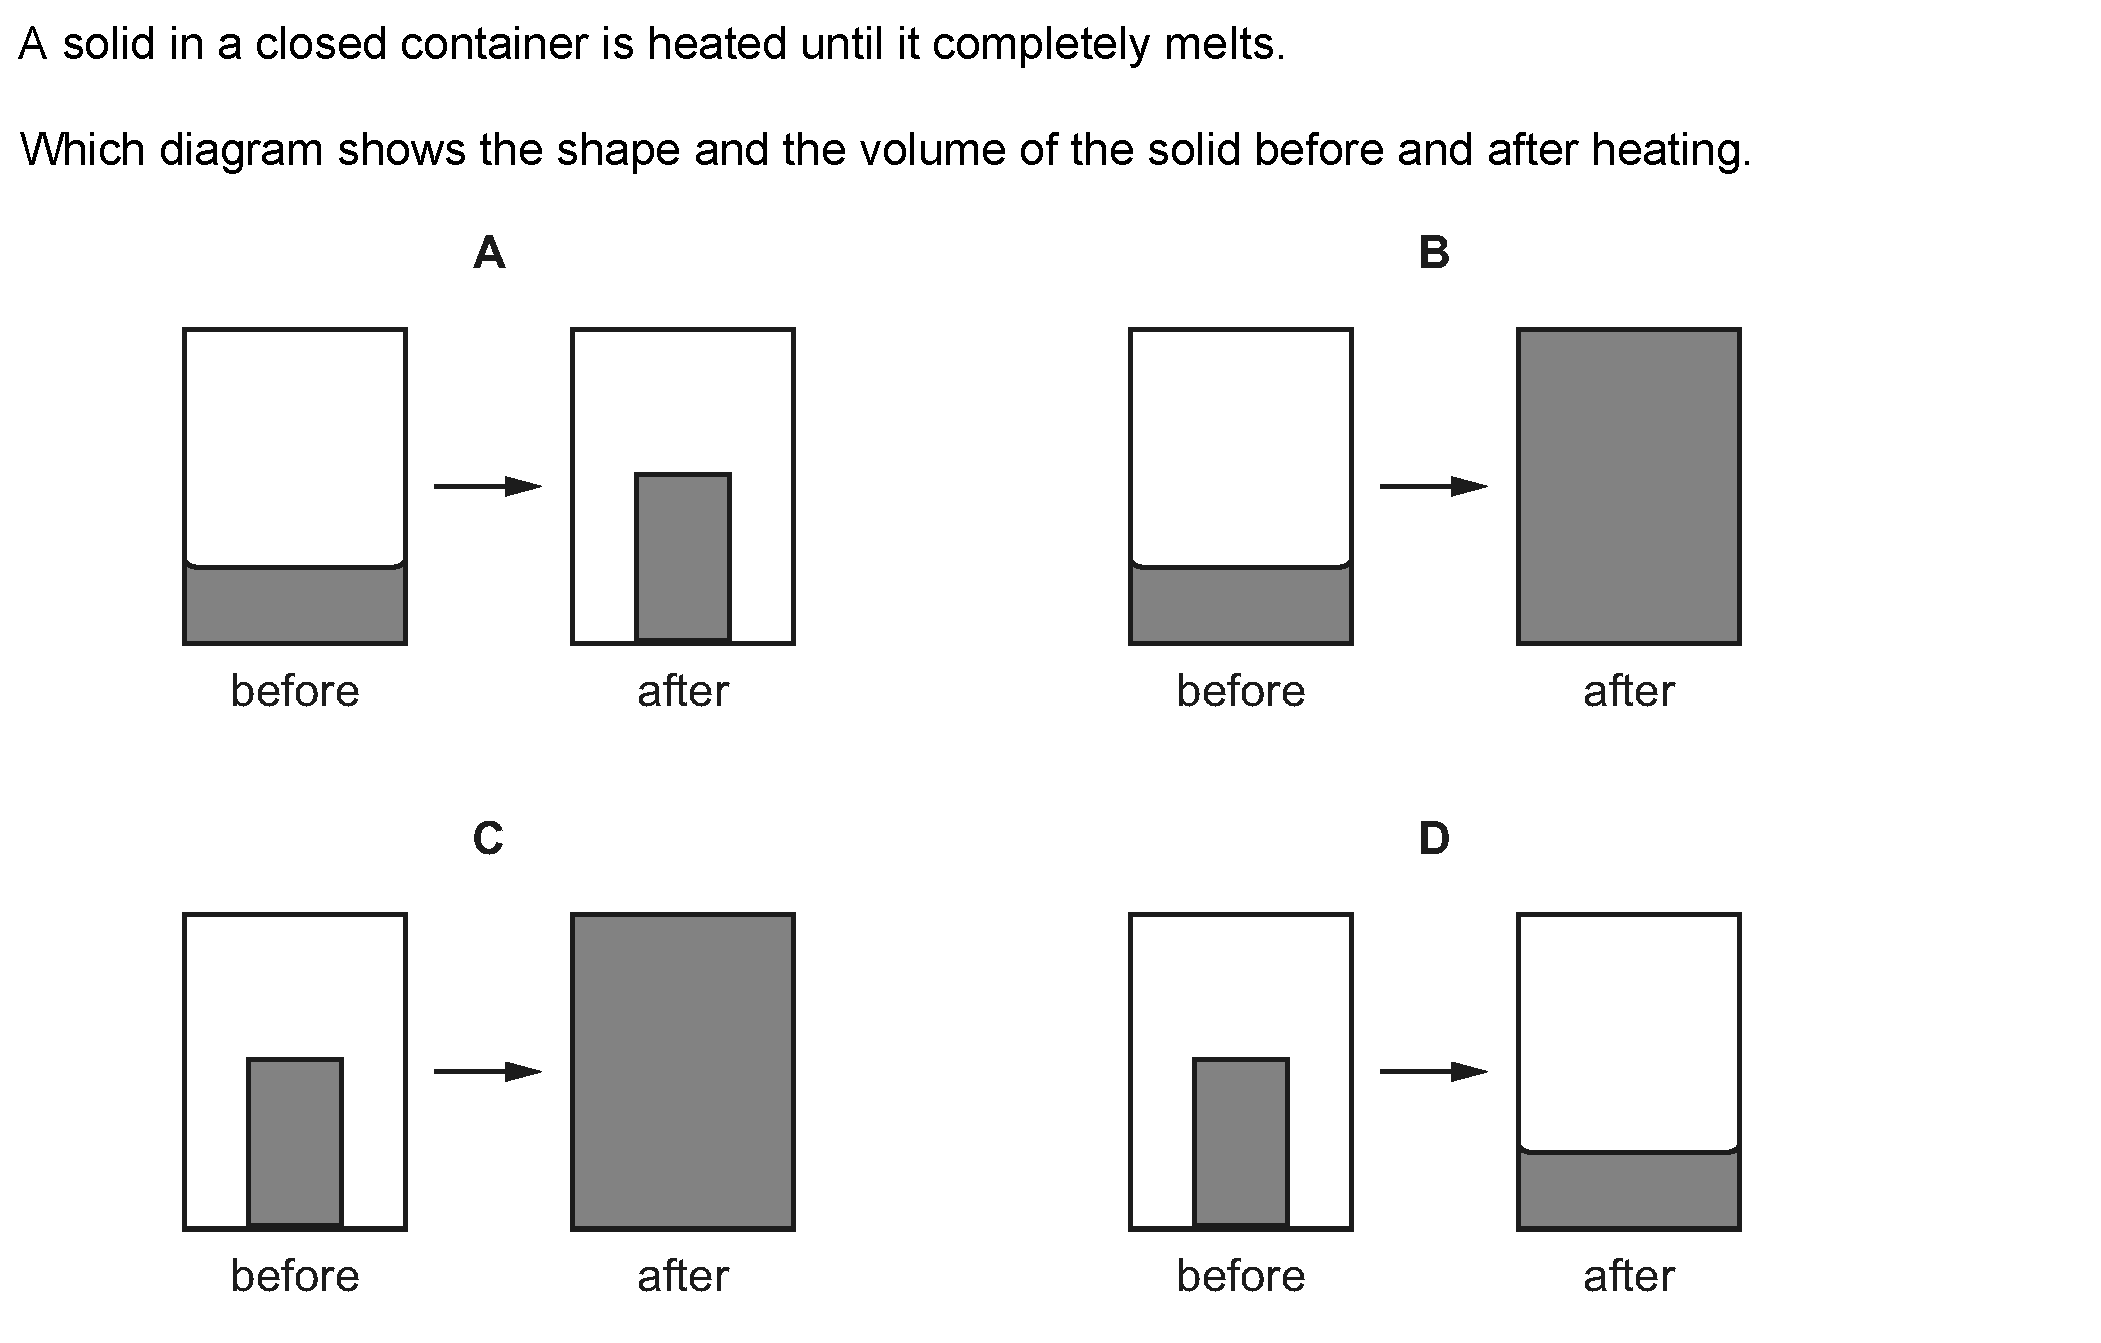 A solid in a closed container is heated until it completely melts.
Which diagram shows the shape and the volume of the solid before and after heating.
A
B
before
after
before
after
C
D
before
after
before
after